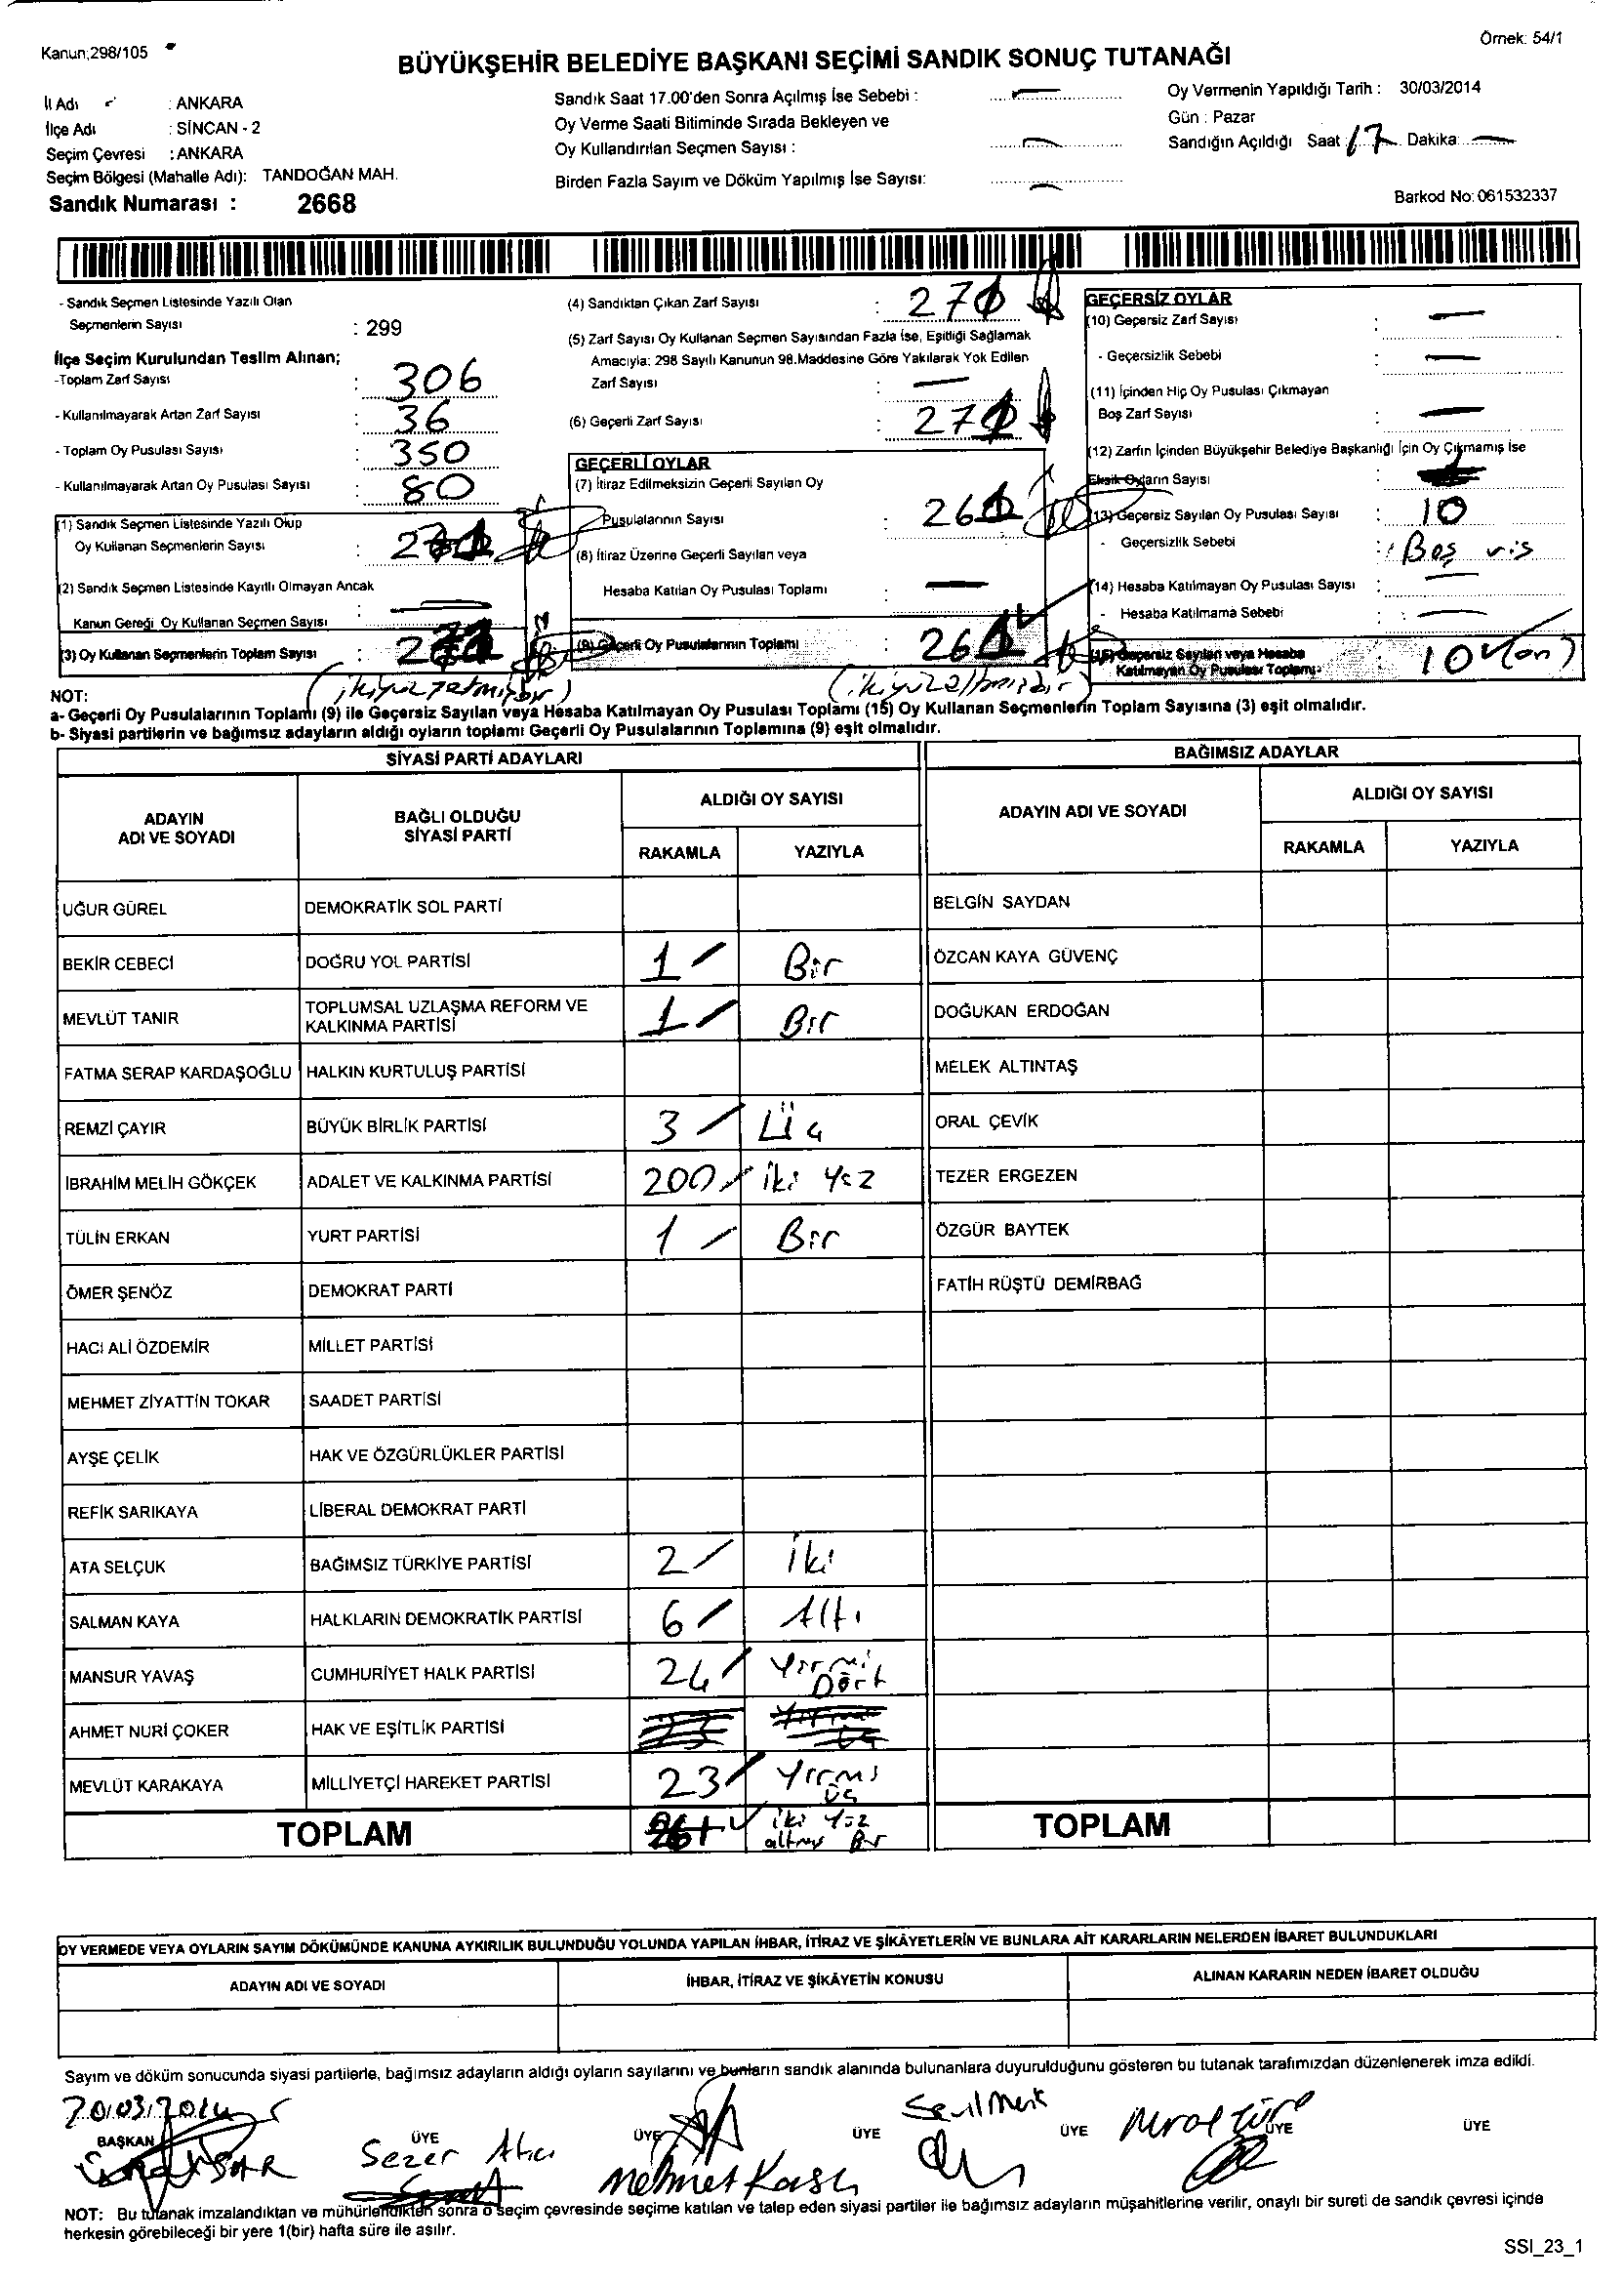 Kanun;298/105
Örnek: 54/1
BÜYÜKŞEHİR BELEDİYE BAŞKANI SEÇİMİ SANDIK SONUÇ TUTANAĞI
İl Adı : ANKARA
İlçe Adı : SİNCAN - 2
Seçim Çevresi : ANKARA
Seçim Bölgesi (Mahalle Adı): TANDOĞAN MAH.
Sandık Numarası : 2668
Sandık Saat 17.00'den Sonra Açılmış İse Sebebi :
Oy Verme Saati Bitiminde Sırada Bekleyen ve
Oy Kullandırılan Seçmen Sayısı :
Birden Fazla Sayım ve Döküm Yapılmış İse Sayısı:
Oy Vermenin Yapıldığı Tarih : 30/03/2014
Gün : Pazar
Sandığın Açıldığı Saat 17 Dakika:
Barkod No: 061532337
- Sandık Seçmen Listesinde Yazılı Olan
Seçmenlerin Sayısı : 299
İlçe Seçim Kurulundan Teslim Alınan;
-Toplam Zarf Sayısı : 306
- Kullanılmayarak Artan Zarf Sayısı : 36
- Toplam Oy Pusulası Sayısı : 350
- Kullanılmayarak Artan Oy Pusulası Sayısı : 80
(1) Sandık Seçmen Listesinde Yazılı Olup
Oy Kullanan Seçmenlerin Sayısı : 271
(2) Sandık Seçmen Listesinde Kayıtlı Olmayan Ancak
Kanun Gereği Oy Kullanan Seçmen Sayısı :
(3) Oy Kullanan Seçmenlerin Toplam Sayısı : 271
(ikiyüzyetmişbir)
(4) Sandıktan Çıkan Zarf Sayısı : 271
(5) Zarf Sayısı Oy Kullanan Seçmen Sayısından Fazla İse, Eşitliği Sağlamak
Amacıyla: 298 Sayılı Kanunun 98.Maddesine Göre Yakılarak Yok Edilen
Zarf Sayısı :
(6) Geçerli Zarf Sayısı : 271
GEÇERLİ OYLAR
(7) İtiraz Edilmeksizin Geçerli Sayılan Oy
Pusulalarının Sayısı : 261
(8) İtiraz Üzerine Geçerli Sayılan veya
Hesaba Katılan Oy Pusulası Toplamı :
(9) Geçerli Oy Pusulalarının Toplamı : 261
(ikiyüzaltmışbir)
GEÇERSİZ OYLAR
(10) Geçersiz Zarf Sayısı :
- Geçersizlik Sebebi :
(11) İçinden Hiç Oy Pusulası Çıkmayan
Boş Zarf Sayısı :
(12) Zarfın İçinden Büyükşehir Belediye Başkanlığı İçin Oy Çıkmamış İse
Eksik Oyların Sayısı :
(13) Geçersiz Sayılan Oy Pusulası Sayısı : 10
- Geçersizlik Sebebi : Boş
(14) Hesaba Katılmayan Oy Pusulası Sayısı :
- Hesaba Katılmama Sebebi :
(15) Geçersiz Sayılan veya Hesaba
Katılmayan Oy Pusulası Toplamı: 10 (on)
NOT:
a- Geçerli Oy Pusulalarının Toplamı (9) ile Geçersiz Sayılan veya Hesaba Katılmayan Oy Pusulası Toplamı (15) Oy Kullanan Seçmenlerin Toplam Sayısına (3) eşit olmalıdır.
b- Siyasi partilerin ve bağımsız adayların aldığı oyların toplamı Geçerli Oy Pusulalarının Toplamına (9) eşit olmalıdır.
SİYASİ PARTİ ADAYLARI
ADAYIN ADI VE SOYADI BAĞLI OLDUĞU SİYASİ PARTİ ALDIĞI OY SAYISI
RAKAMLA YAZIYLA
UĞUR GÜREL DEMOKRATİK SOL PARTİ
BEKİR CEBECİ DOĞRU YOL PARTİSİ 1 Bir
MEVLÜT TANIR TOPLUMSAL UZLAŞMA REFORM VE KALKINMA PARTİSİ 1 Bir
FATMA SERAP KARDAŞOĞLU HALKIN KURTULUŞ PARTİSİ
REMZİ ÇAYIR BÜYÜK BİRLİK PARTİSİ 3 Üç
İBRAHİM MELİH GÖKÇEK ADALET VE KALKINMA PARTİSİ 200 iki yüz
TÜLİN ERKAN YURT PARTİSİ 1 Bir
ÖMER ŞENÖZ DEMOKRAT PARTİ
HACI ALİ ÖZDEMİR MİLLET PARTİSİ
MEHMET ZİYATTİN TOKAR SAADET PARTİSİ
AYŞE ÇELİK HAK VE ÖZGÜRLÜKLER PARTİSİ
REFİK SARIKAYA LİBERAL DEMOKRAT PARTİ
ATA SELÇUK BAĞIMSIZ TÜRKİYE PARTİSİ 2 iki
SALMAN KAYA HALKLARIN DEMOKRATİK PARTİSİ 6 Altı
MANSUR YAVAŞ CUMHURİYET HALK PARTİSİ 24 Yirmi Dört
AHMET NURİ ÇOKER HAK VE EŞİTLİK PARTİSİ
MEVLÜT KARAKAYA MİLLİYETÇİ HAREKET PARTİSİ 23 Yirmi üç
TOPLAM 261 iki yüz altmış Bir
BAĞIMSIZ ADAYLAR
ADAYIN ADI VE SOYADI ALDIĞI OY SAYISI
RAKAMLA YAZIYLA
BELGİN SAYDAN
ÖZCAN KAYA GÜVENÇ
DOĞUKAN ERDOĞAN
MELEK ALTINTAŞ
ORAL ÇEVİK
TEZER ERGEZEN
ÖZGÜR BAYTEK
FATİH RÜŞTÜ DEMİRBAĞ
TOPLAM
OY VERMEDE VEYA OYLARIN SAYIM DÖKÜMÜNDE KANUNA AYKIRILIK BULUNDUĞU YOLUNDA YAPILAN İHBAR, İTİRAZ VE ŞİKÂYETLERİN VE BUNLARA AİT KARARLARIN NELERDEN İBARET BULUNDUKLARI
ADAYIN ADI VE SOYADI İHBAR, İTİRAZ VE ŞİKÂYETİN KONUSU ALINAN KARARIN NEDEN İBARET OLDUĞU
Sayım ve döküm sonucunda siyasi partilerle, bağımsız adayların aldığı oyların sayılarını ve bunların sandık alanında bulunanlara duyurulduğunu gösteren bu tutanak tarafımızdan düzenlenerek imza edildi.
30/03/2014
BAŞKAN ÜYE ÜYE ÜYE ÜYE ÜYE ÜYE
Sezer Atıcı
Mehmet
NOT: Bu tutanak imzalandıktan ve mühürlendikten sonra o seçim çevresinde seçime katılan ve talep eden siyasi partiler ile bağımsız adayların müşahitlerine verilir, onaylı bir sureti de sandık çevresi içinde
herkesin görebileceği bir yere 1(bir) hafta süre ile asılır.
SSI_23_1